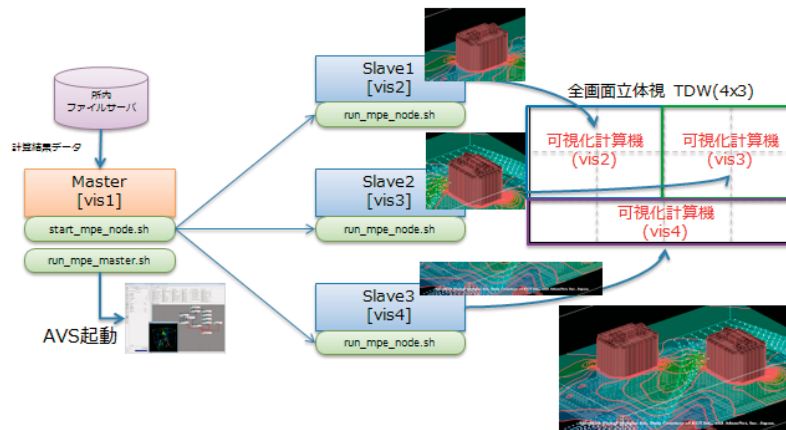 所内
ファイルサーバ
計算結果データ
Master
[vis1]
start_mpe_node.sh
run_mpe_master.sh
AVS起動
Slave1
[vis2]
run_mpe_node.sh
Slave2
[vis3]
run_mpe_node.sh
Slave3
[vis4]
run_mpe_node.sh
全画面立体視 TDW(4x3)
可視化計算機
(vis2)
可視化計算機
(vis3)
可視化計算機
(vis4)